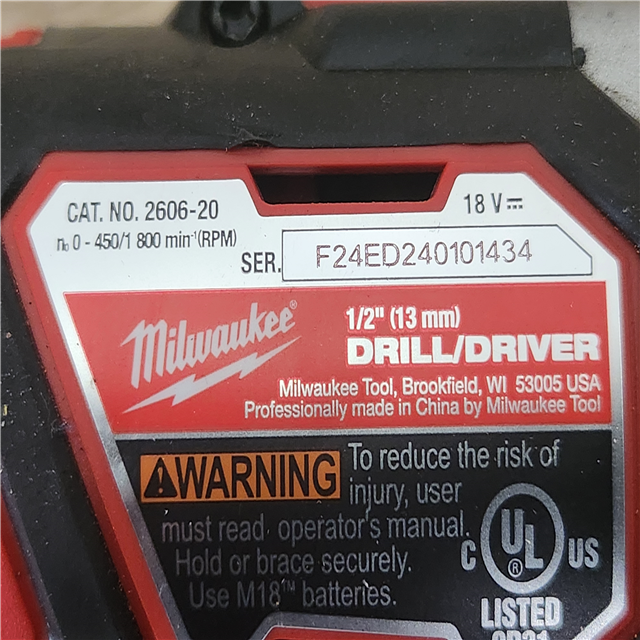 CAT. NO. 2606-20
18 V⎓
n₀ 0 - 450/1 800 min⁻¹(RPM)
SER. F24ED240101434
Milwaukee®
1/2" (13 mm)
DRILL/DRIVER
Milwaukee Tool, Brookfield, WI 53005 USA
Professionally made in China by Milwaukee Tool
⚠WARNING To reduce the risk of
injury, user
must read operator's manual.
Hold or brace securely.
Use M18™ batteries.
C UL® US
LISTED